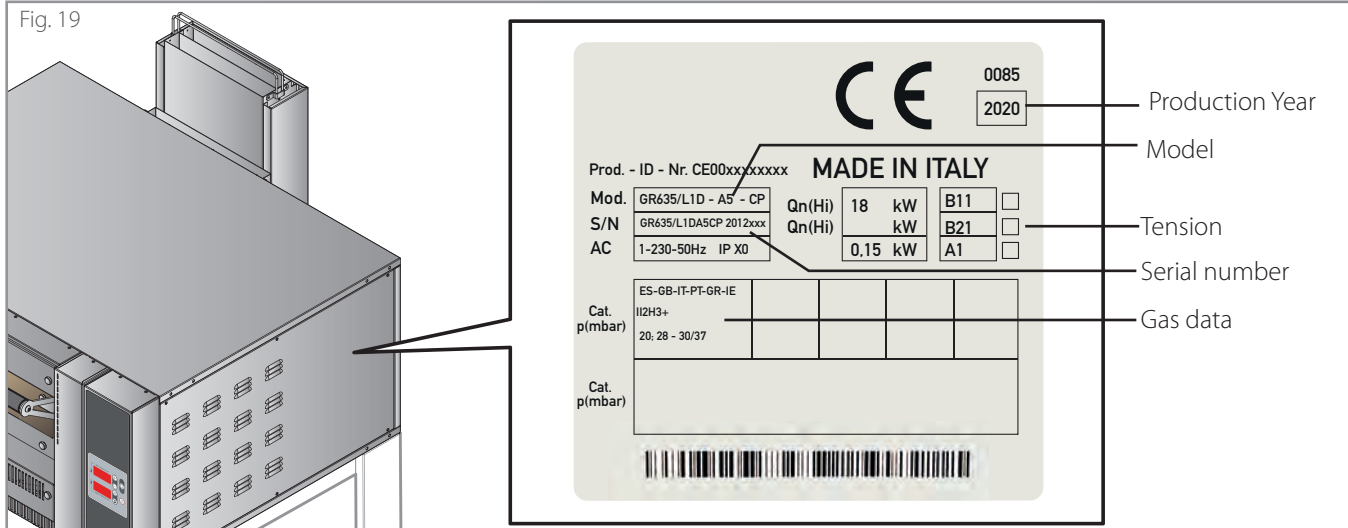 Fig. 19
CE 0085
2020
Production Year
Model
Prod. - ID - Nr. CE00xxxxxxxx MADE IN ITALY
Mod. GR635/L1D - A5 - CP Qn(Hi) 18 kW B11
S/N GR635/L1DA5CP 2012xxx Qn(Hi) kW B21
Tension
AC 1-230-50Hz IP X0 0,15 kW A1
Serial number
ES-GB-IT-PT-GR-IE
Cat. II2H3+
Gas data
p(mbar) 20; 28 - 30/37
Cat.
p(mbar)